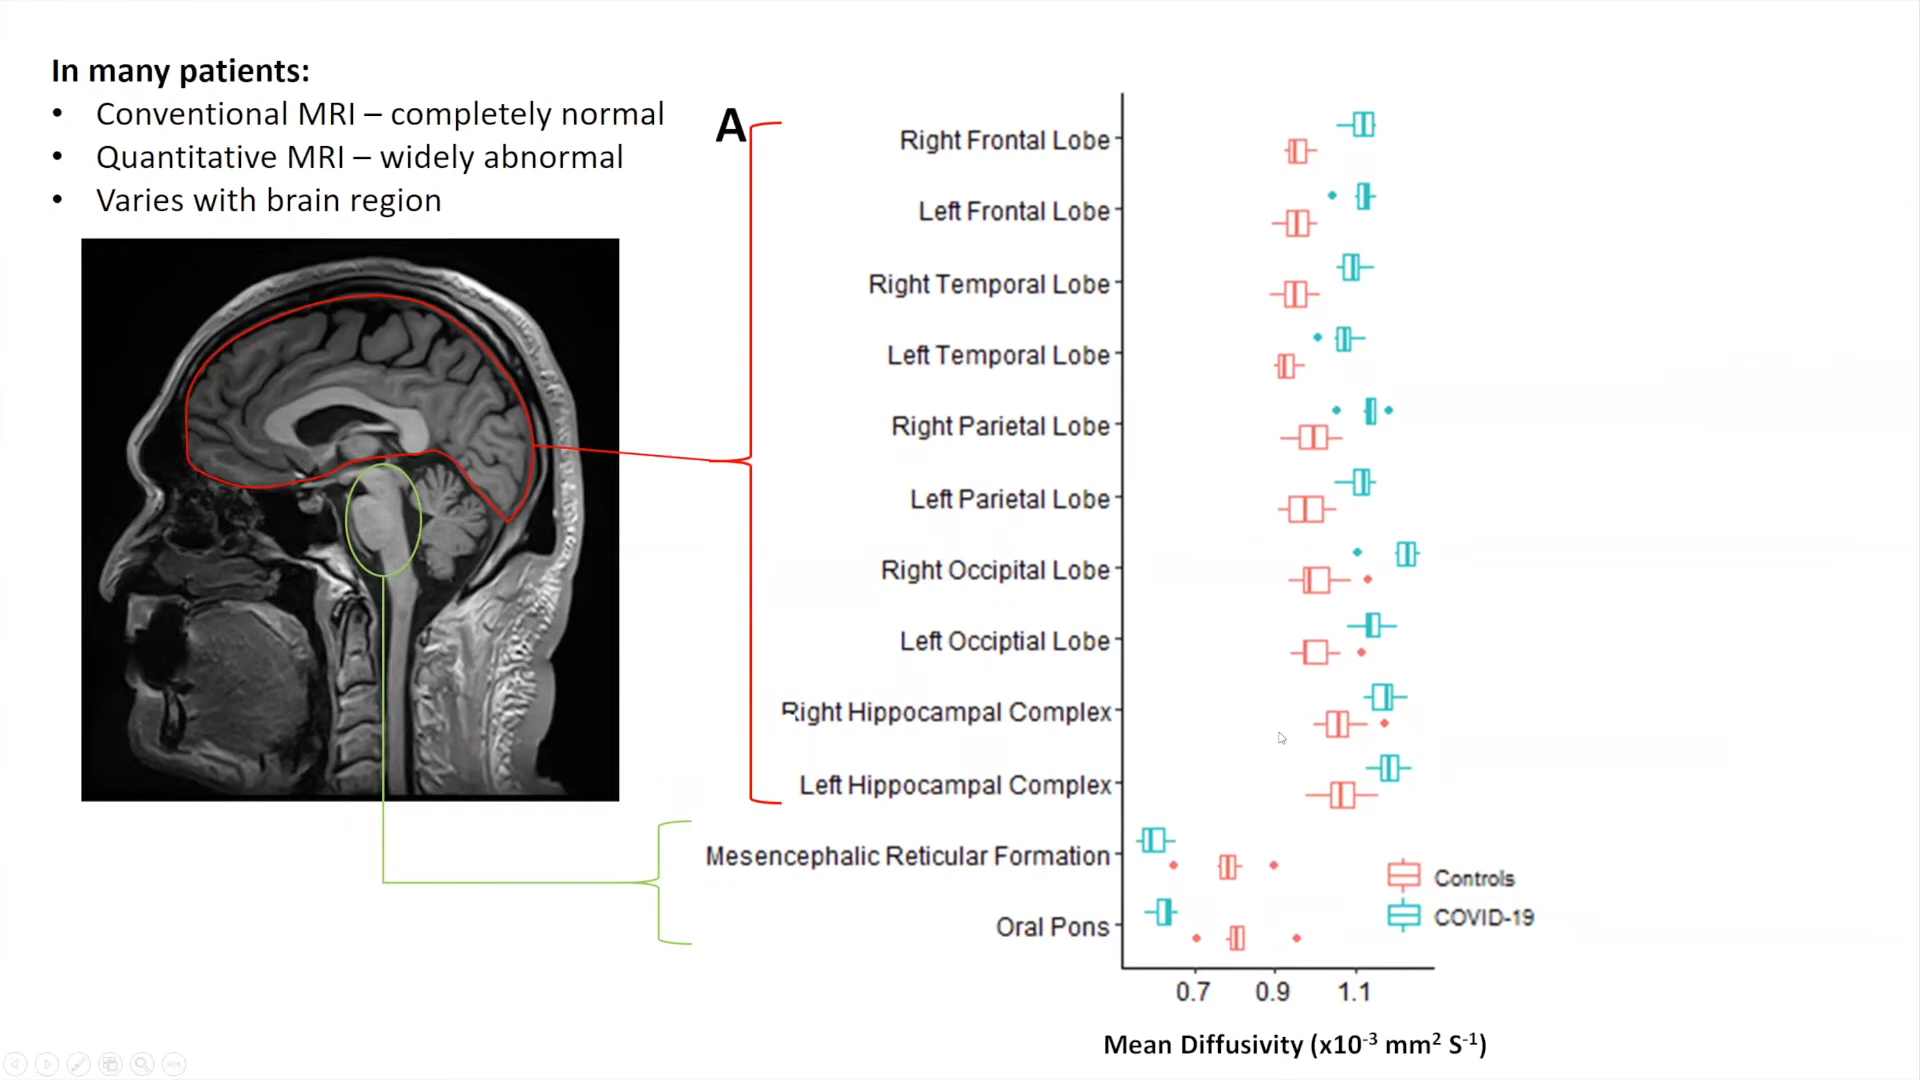 In many patients:
• Conventional MRI – completely normal
• Quantitative MRI – widely abnormal
• Varies with brain region
A
Right Frontal Lobe
Left Frontal Lobe
Right Temporal Lobe
Left Temporal Lobe
Right Parietal Lobe
Left Parietal Lobe
Right Occipital Lobe
Left Occiptial Lobe
Right Hippocampal Complex
Left Hippocampal Complex
Mesencephalic Reticular Formation
Oral Pons
Controls
COVID-19
0.7 0.9 1.1
Mean Diffusivity (x10⁻³ mm² S⁻¹)